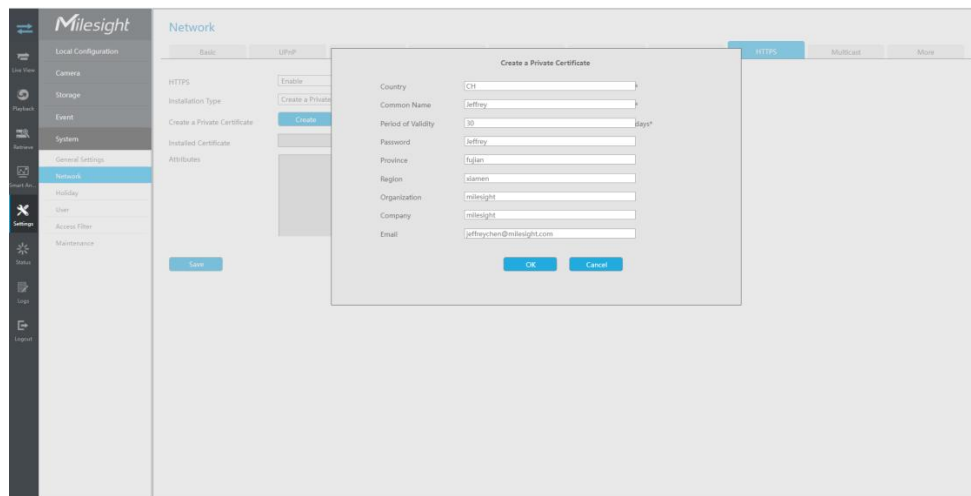 Milesight
Live View
Playback
Retrieve
Smart An...
Settings
Status
Logs
Logout
Local Configuration
Camera
Storage
Event
System
General Settings
Network
Holiday
User
Access Filter
Maintenance
Network
Basic
UPnP
HTTPS
Multicast
More
HTTPS
Enable
Installation Type
Create a Private
Create a Private Certificate
Create
Installed Certificate
Attributes
Save
Create a Private Certificate
Country
CH
*
Common Name
Jeffrey
*
Period of Validity
30
days*
Password
Jeffrey
Province
fujian
Region
xiamen
Organization
milesight
Company
milesight
Email
jeffreychen@milesight.com
OK
Cancel